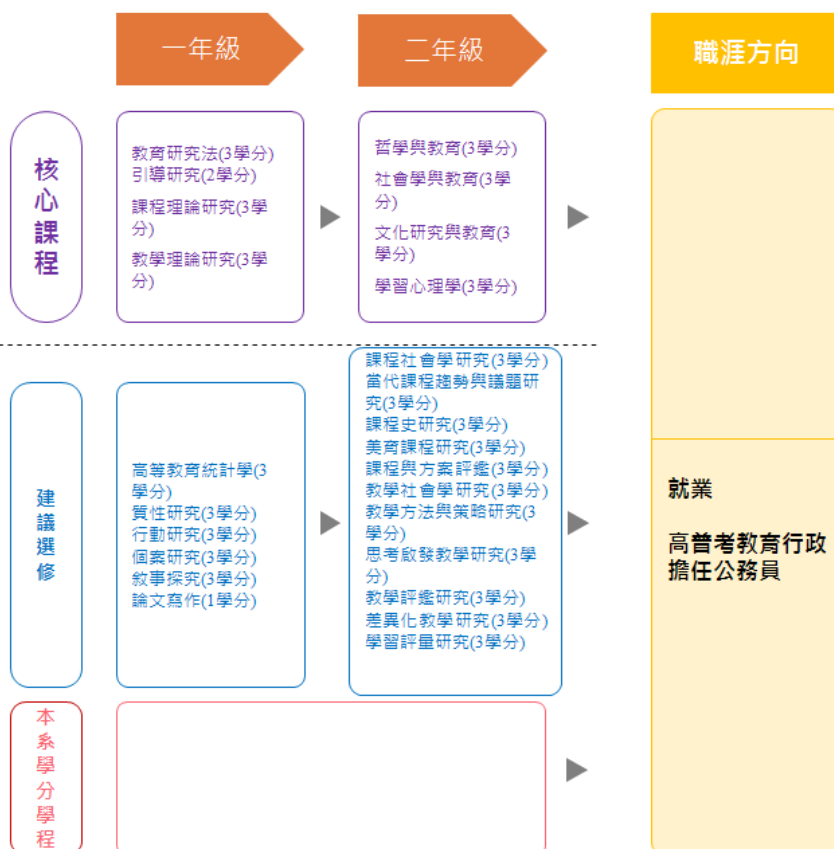 一年級
二年級
職涯方向
核心課程
教育研究法(3學分)
引導研究(2學分)
課程理論研究(3學
分)
教學理論研究(3學
分)
哲學與教育(3學分)
社會學與教育(3學
分)
文化研究與教育(3
學分)
學習心理學(3學分)
建議選修
高等教育統計學(3
學分)
質性研究(3學分)
行動研究(3學分)
個案研究(3學分)
敘事探究(3學分)
論文寫作(1學分)
課程社會學研究(3學分)
當代課程趨勢與議題研
究(3學分)
課程史研究(3學分)
美育課程研究(3學分)
課程與方案評鑑(3學分)
教學社會學研究(3學分)
教學方法與策略研究(3
學分)
思考啟發教學研究(3學
分)
教學評鑑研究(3學分)
差異化教學研究(3學分)
學習評量研究(3學分)
就業
高普考教育行政
擔任公務員
本系學分學程